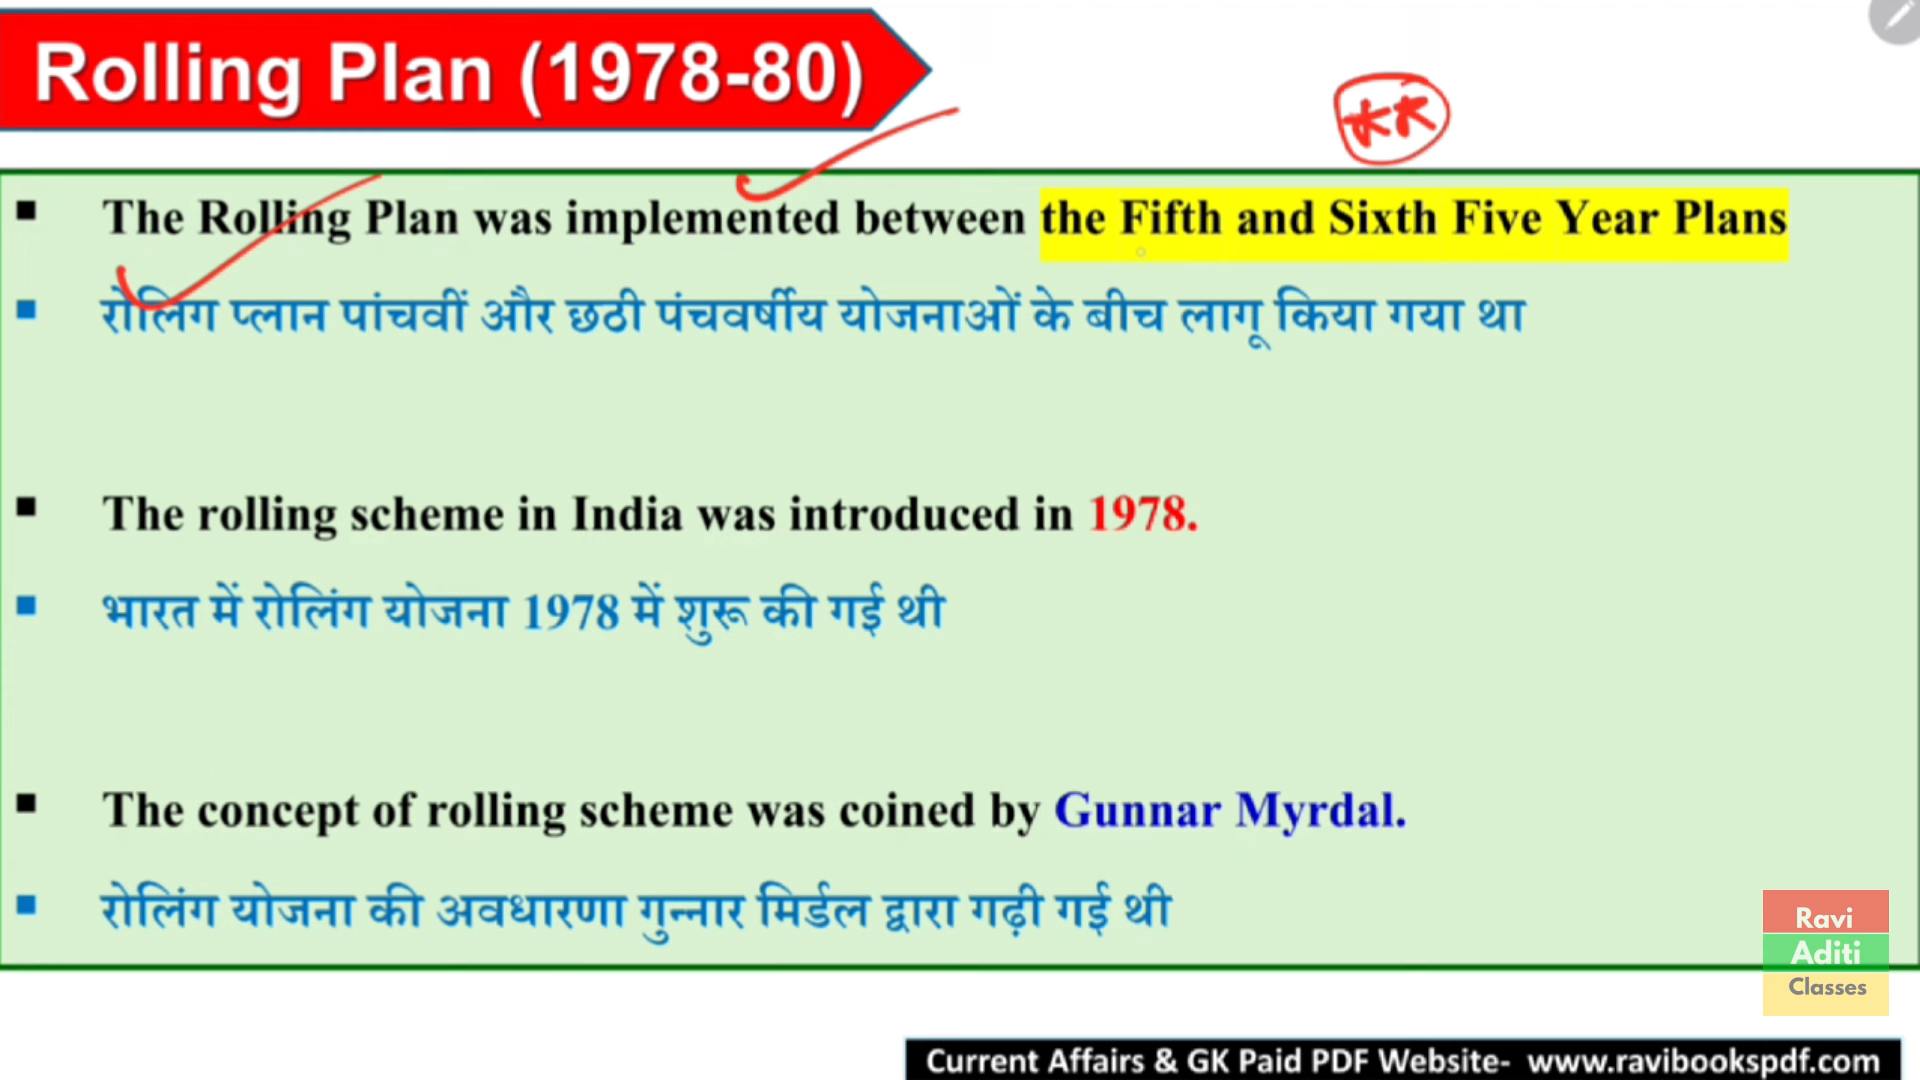 Rolling Plan (1978-80)
**
▪ The Rolling Plan was implemented between the Fifth and Sixth Five Year Plans
▪ रोलिंग प्लान पांचवीं और छठी पंचवर्षीय योजनाओं के बीच लागू किया गया था
▪ The rolling scheme in India was introduced in 1978.
▪ भारत में रोलिंग योजना 1978 में शुरू की गई थी
▪ The concept of rolling scheme was coined by Gunnar Myrdal.
▪ रोलिंग योजना की अवधारणा गुन्नार मिर्डल द्वारा गढ़ी गई थी
Ravi
Aditi
Classes
Current Affairs & GK Paid PDF Website- www.ravibookspdf.com